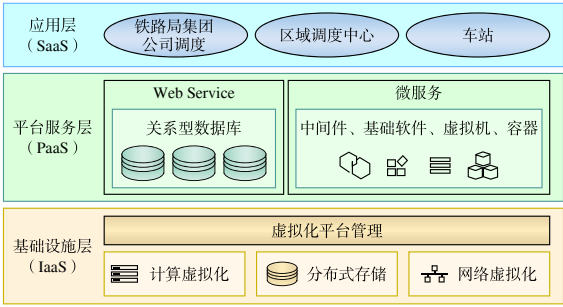 应用层
（SaaS）
铁路局集团
公司调度
区域调度中心
车站
平台服务层
（PaaS）
Web Service
关系型数据库
微服务
中间件、基础软件、虚拟机、容器
基础设施层
（IaaS）
虚拟化平台管理
计算虚拟化
分布式存储
网络虚拟化